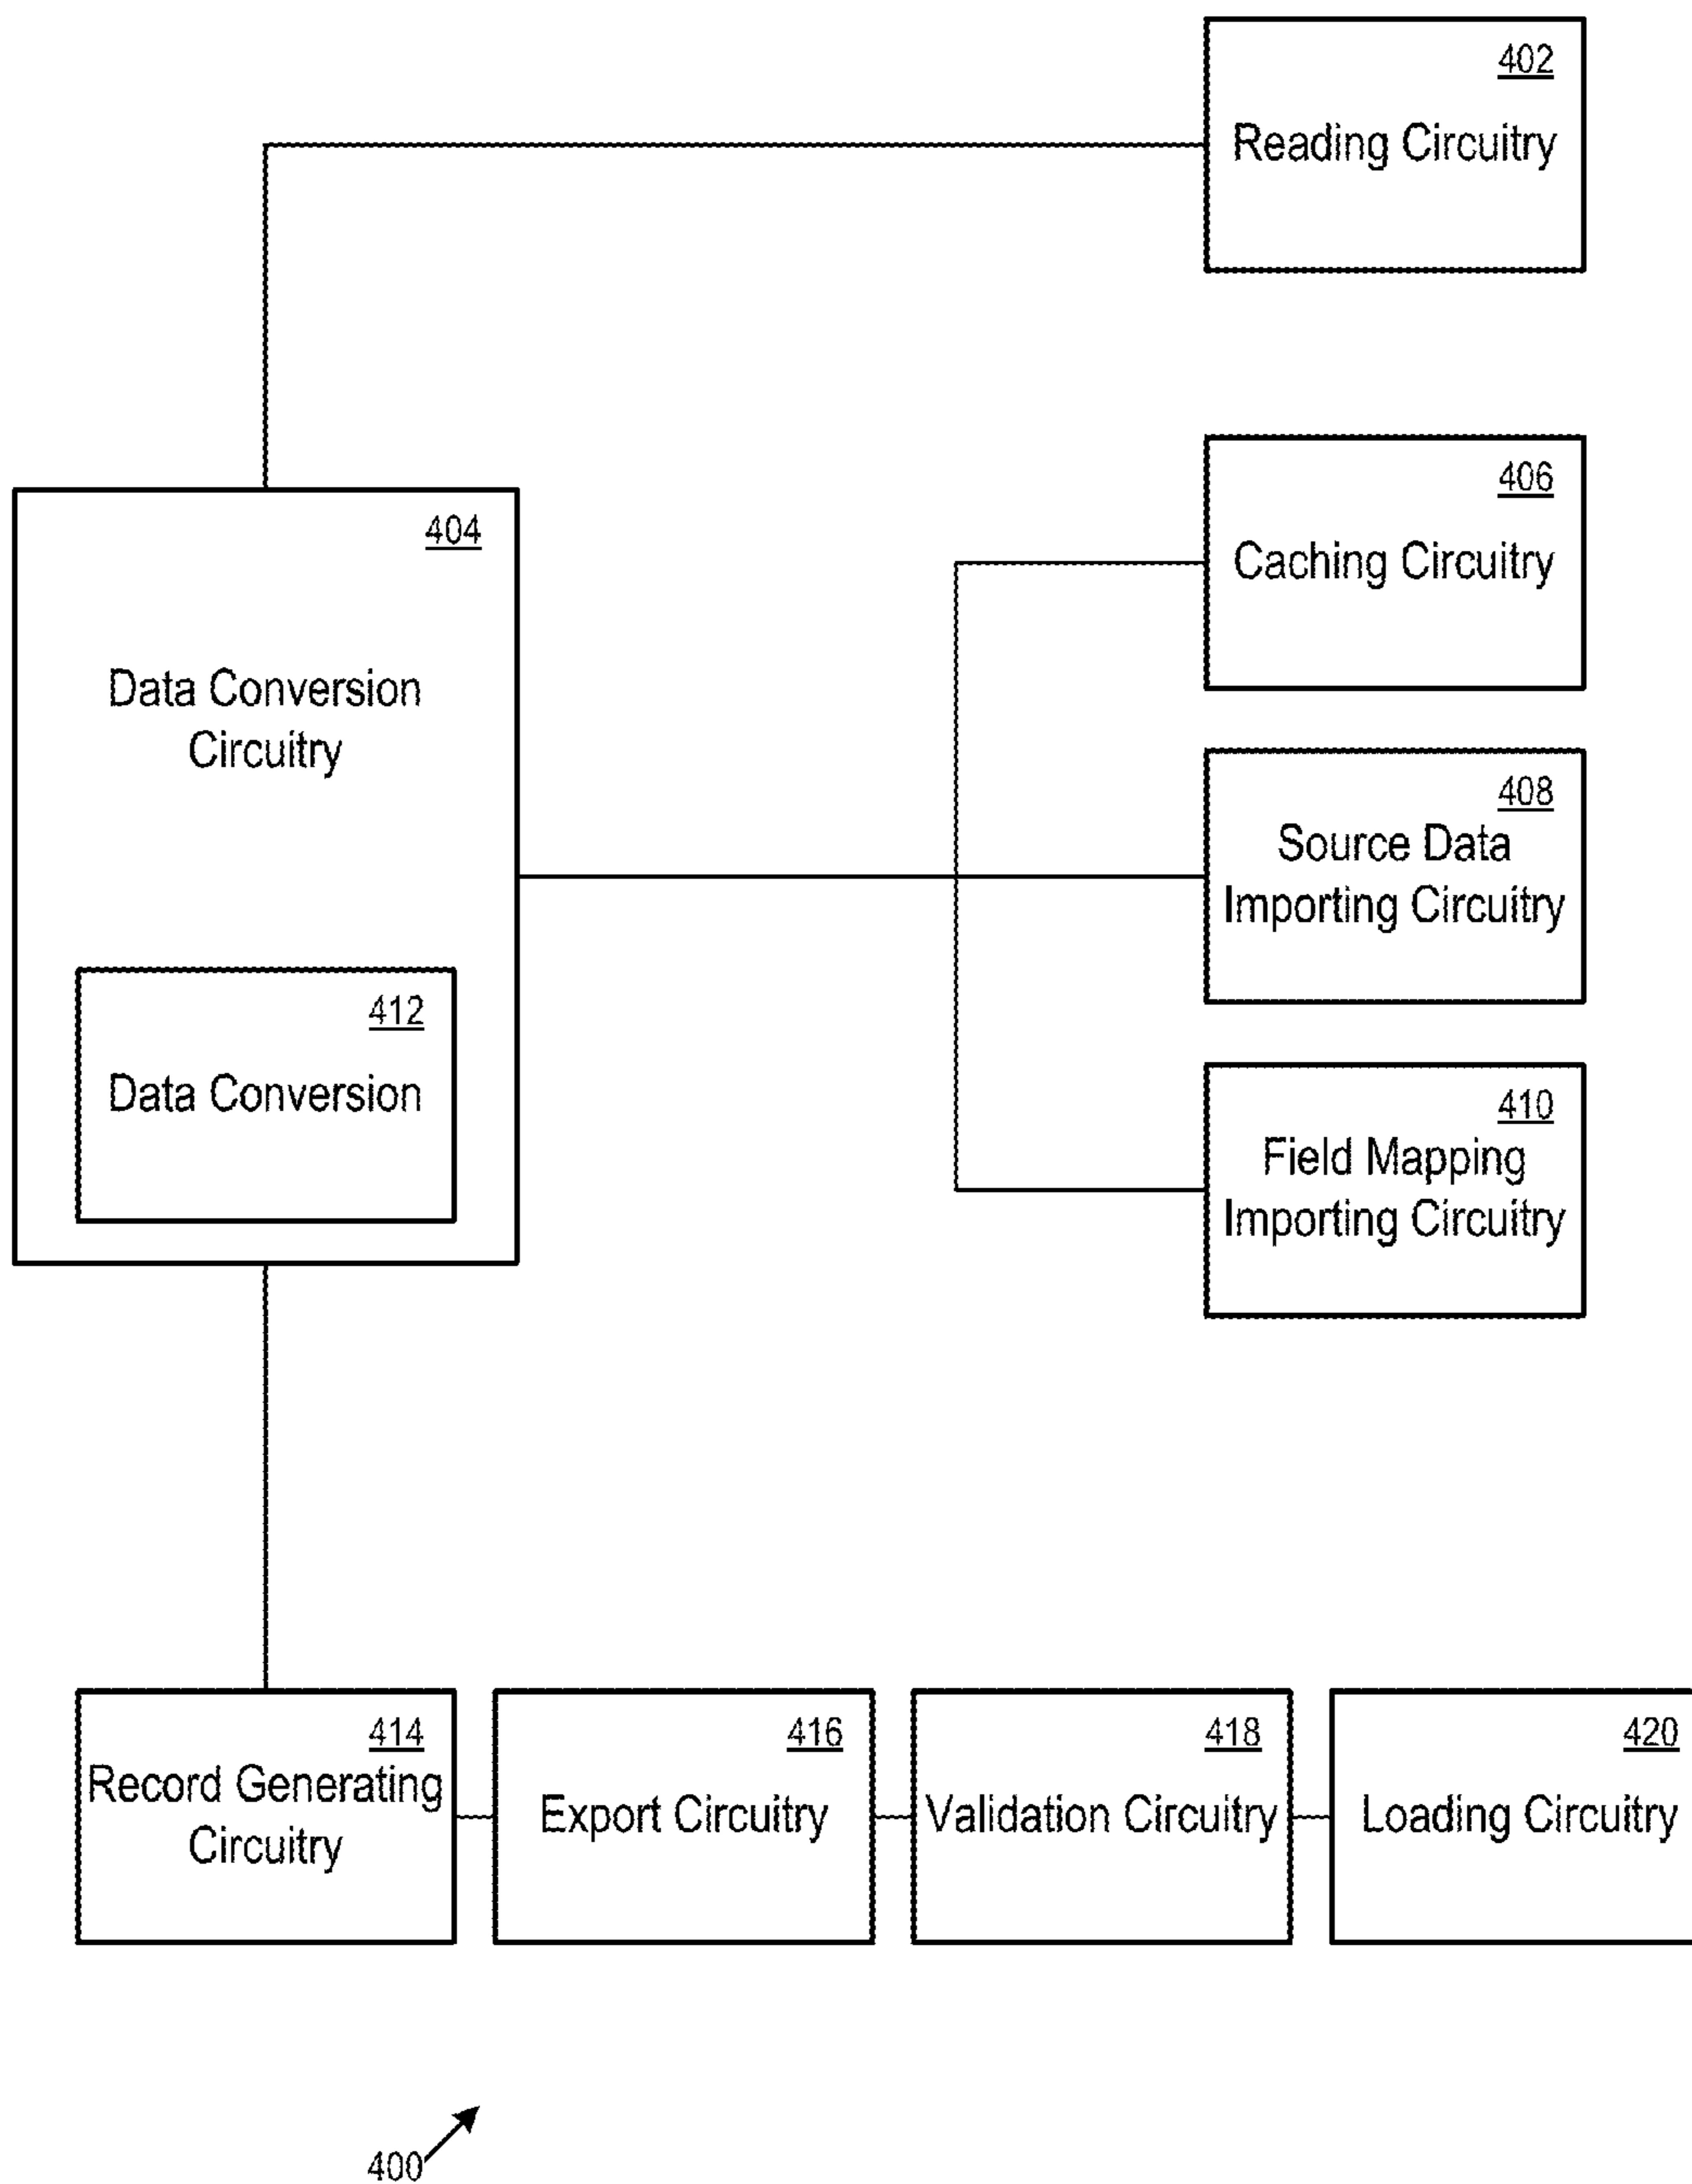 402
Reading Circuitry
404
Data Conversion
Circuitry
406
Caching Circuitry
408
Source Data
Importing Circuitry
412
Data Conversion
410
Field Mapping
Importing Circuitry
414
Record Generating
Circuitry
416
Export Circuitry
418
Validation Circuitry
420
Loading Circuitry
400